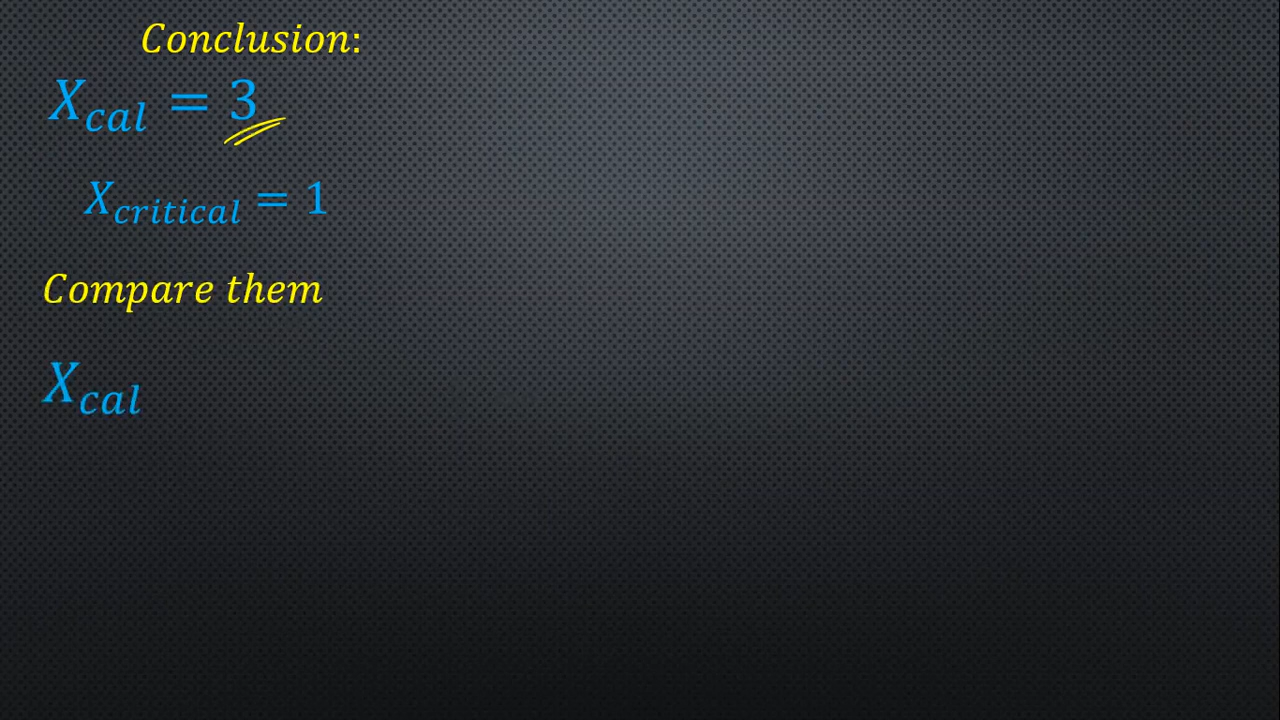 Conclusion:
X_cal = 3
X_critical = 1
Compare them
X_cal